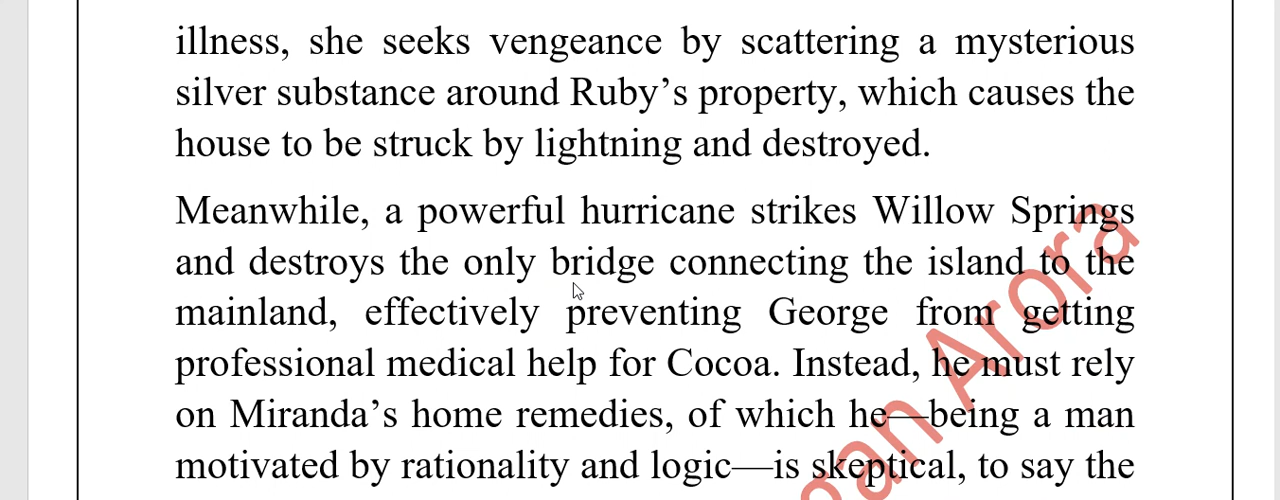 illness, she seeks vengeance by scattering a mysterious
silver substance around Ruby’s property, which causes the
house to be struck by lightning and destroyed.
Meanwhile, a powerful hurricane strikes Willow Springs
and destroys the only bridge connecting the island to the
mainland, effectively preventing George from getting
professional medical help for Cocoa. Instead, he must rely
on Miranda’s home remedies, of which he—being a man
motivated by rationality and logic—is skeptical, to say the
Arora